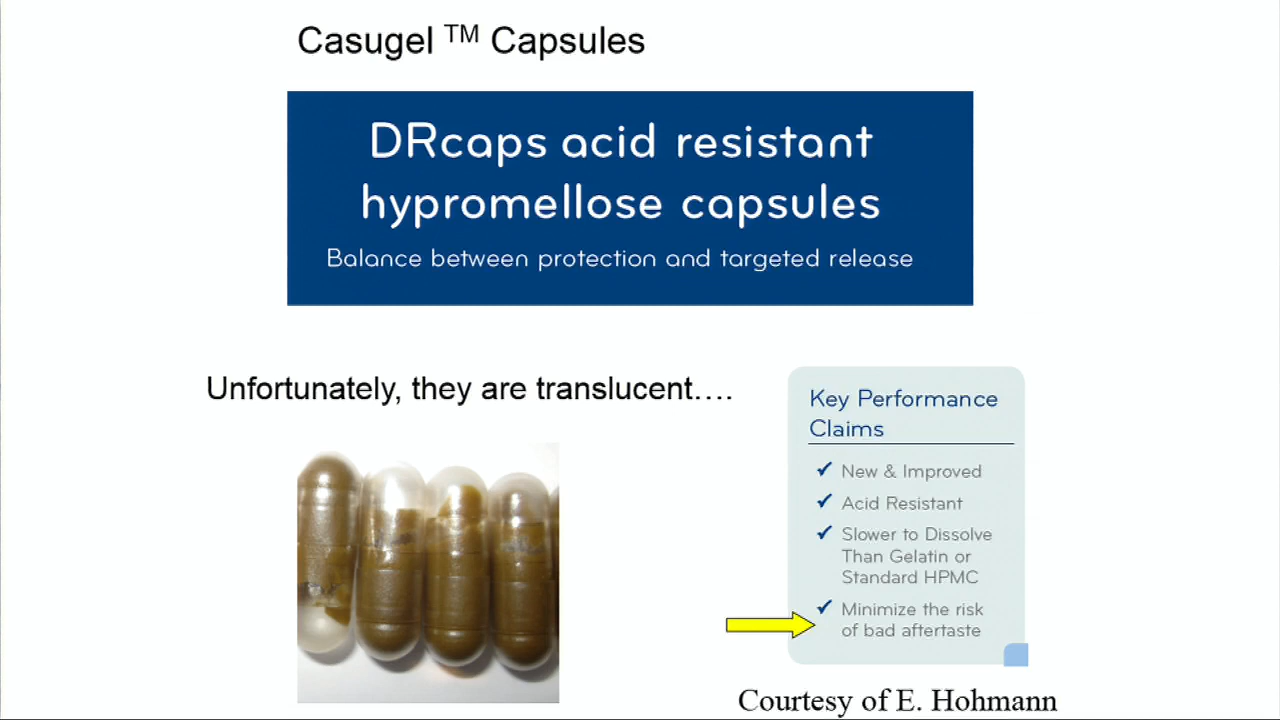 Casugel TM Capsules
DRcaps acid resistant
hypromellose capsules
Balance between protection and targeted release
Unfortunately, they are translucent….
Key Performance
Claims
✓ New & Improved
✓ Acid Resistant
✓ Slower to Dissolve
Than Gelatin or
Standard HPMC
✓ Minimize the risk
of bad aftertaste
Courtesy of E. Hohmann